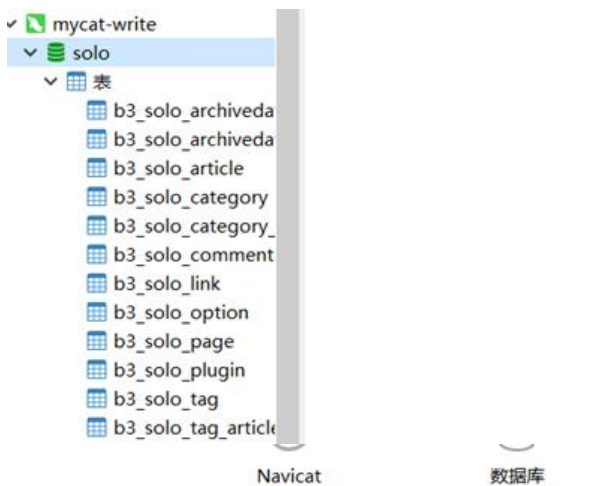 mycat-write
solo
表
b3_solo_archiveda
b3_solo_archiveda
b3_solo_article
b3_solo_category
b3_solo_category_
b3_solo_comment
b3_solo_link
b3_solo_option
b3_solo_page
b3_solo_plugin
b3_solo_tag
b3_solo_tag_article
Navicat 数据库